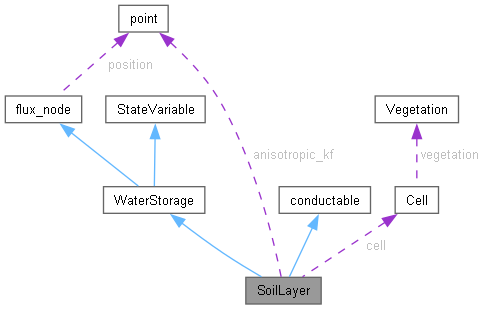 point
position
flux_node
StateVariable
Vegetation
anisotropic_kf
vegetation
WaterStorage
conductable
Cell
cell
SoilLayer